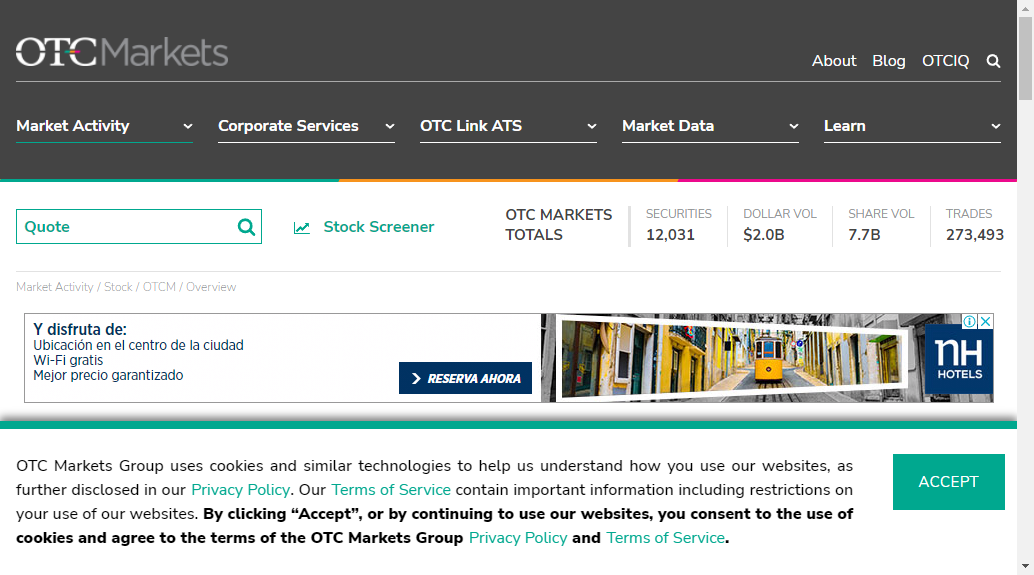 OTC Markets
About Blog OTCIQ
Market Activity Corporate Services OTC Link ATS Market Data Learn
Quote
Stock Screener
OTC MARKETS
TOTALS
SECURITIES
12,031
DOLLAR VOL
$2.0B
SHARE VOL
7.7B
TRADES
273,493
Market Activity / Stock / OTCM / Overview
Y disfruta de:
Ubicación en el centro de la ciudad
Wi-Fi gratis
Mejor precio garantizado
RESERVA AHORA
nH
HOTELS
OTC Markets Group uses cookies and similar technologies to help us understand how you use our websites, as
further disclosed in our Privacy Policy. Our Terms of Service contain important information including restrictions on
your use of our websites. By clicking “Accept”, or by continuing to use our websites, you consent to the use of
cookies and agree to the terms of the OTC Markets Group Privacy Policy and Terms of Service.
ACCEPT